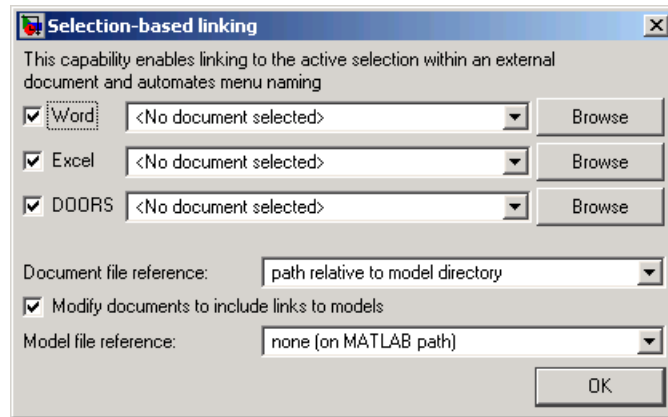 Selection-based linking
This capability enables linking to the active selection within an external
document and automates menu naming
Word <No document selected> Browse
Excel <No document selected> Browse
DOORS <No document selected> Browse
Document file reference: path relative to model directory
Modify documents to include links to models
Model file reference: none (on MATLAB path)
OK